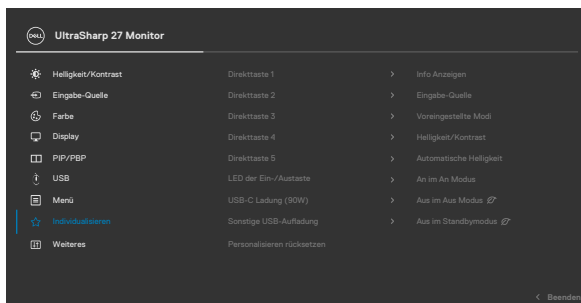 DELL UltraSharp 27 Monitor
Helligkeit/Kontrast Direkttaste 1 > Info Anzeigen
Eingabe-Quelle Direkttaste 2 > Eingabe-Quelle
Farbe Direkttaste 3 > Voreingestellte Modi
Display Direkttaste 4 > Helligkeit/Kontrast
PIP/PBP Direkttaste 5 > Automatische Helligkeit
USB LED der Ein-/Austaste > An im An Modus
Menü USB-C Ladung (90W) > Aus im Aus Modus
Individualisieren Sonstige USB-Aufladung > Aus im Standbymodus
Weiteres Personalisieren rücksetzen
< Beenden